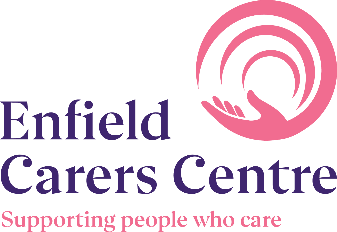 Enfield
Carers Centre
Supporting people who care